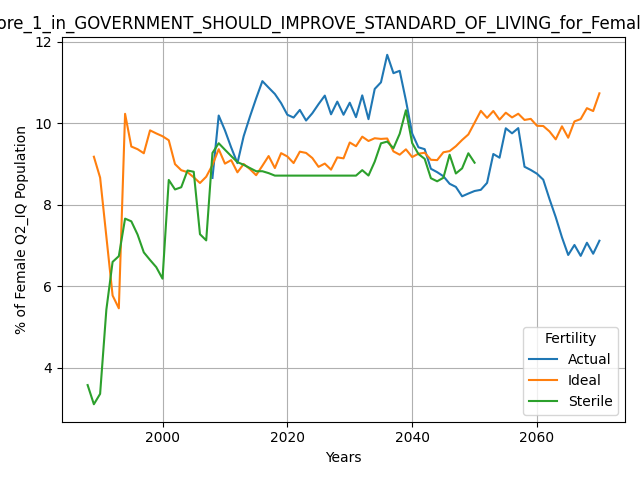 ore_1_in_GOVERNMENT_SHOULD_IMPROVE_STANDARD_OF_LIVING_for_Femal
12
10
8
6
4
% of Female Q2_IQ Population
2000 2020 2040 2060
Years
Fertility
Actual
Ideal
Sterile